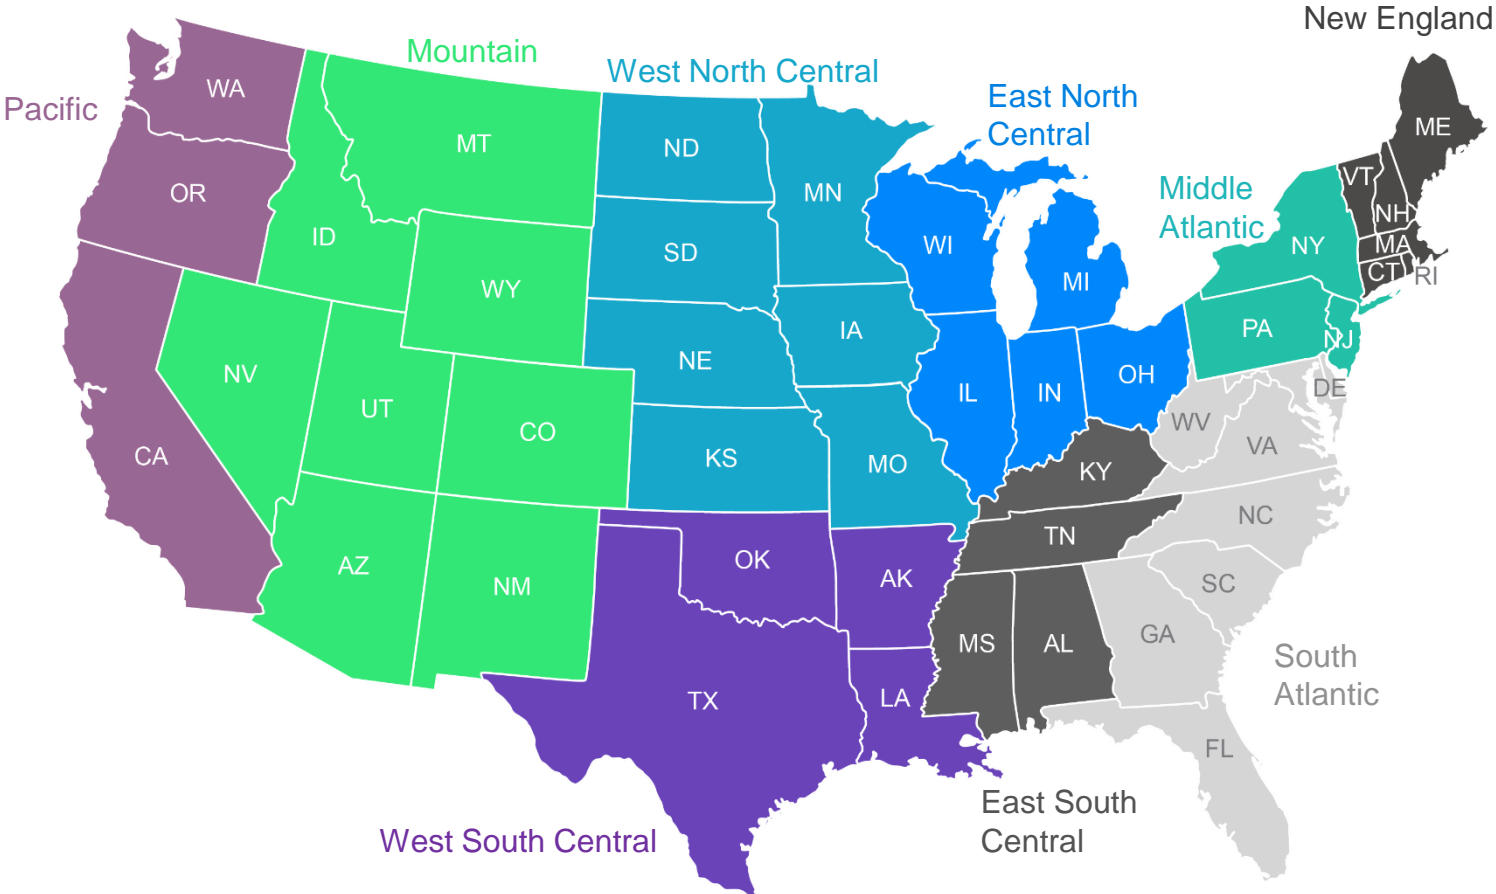 New England
Mountain
West North Central
East North
Central
Pacific
WA
MT
ND
MN
ME
OR
ID
SD
WI
MI
Middle
Atlantic
NY
VT
NH
MA
CT
RI
WY
NE
IA
PA
NJ
NV
UT
CO
KS
MO
IL
IN
OH
DE
WV
VA
CA
KY
NC
AZ
NM
OK
AK
TN
SC
TX
LA
MS
AL
GA
South
Atlantic
FL
West South Central
East South
Central